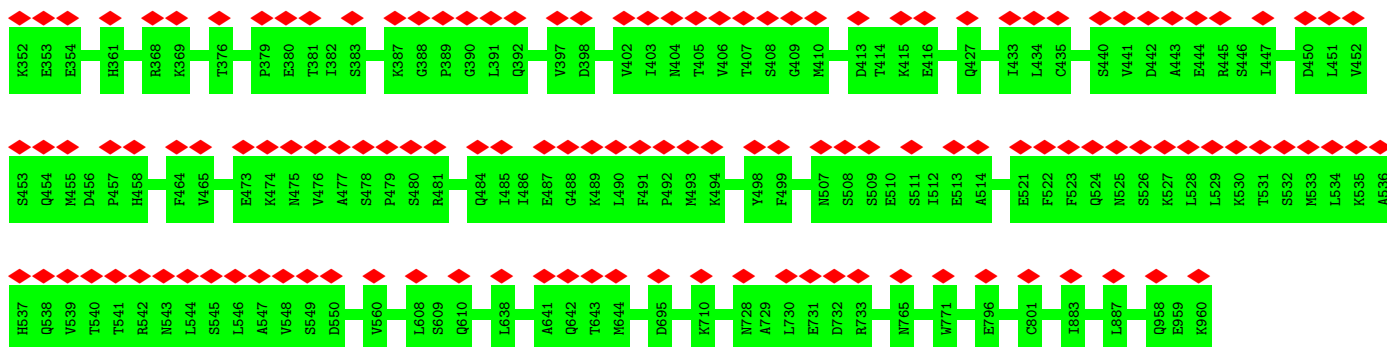 K352 E353 E354 H361 R368 K369 T376 P379 E380 T381 I382 S383 K387 G388 P389 G390 L391 Q392 V397 D398 V402 I403 N404 T405 V406 T407 S408 G409 M410 D413 T414 K415 E416 Q427 I433 L434 C435 S440 V441 D442 A443 E444 R445 S446 I447 D450 L451 V452
S453 Q454 M455 D456 P457 H458 F464 V465 E473 K474 N475 V476 A477 S478 P479 S480 R481 Q484 I485 I486 E487 G488 K489 L490 F491 P492 M493 K494 Y498 F499 N507 S508 S509 E510 S511 I512 E513 A514 E521 F522 F523 Q524 N525 S526 K527 L528 L529 K530 T531 S532 M533 L534 K535 A536
H537 Q538 V539 T540 T541 R542 N543 L544 S545 L546 A547 V548 S549 D550 V560 L608 S609 Q610 L638 A641 Q642 T643 M644 D695 K710 N728 A729 L730 E731 D732 R733 N765 W771 E796 C801 I883 L887 Q958 E959 K960